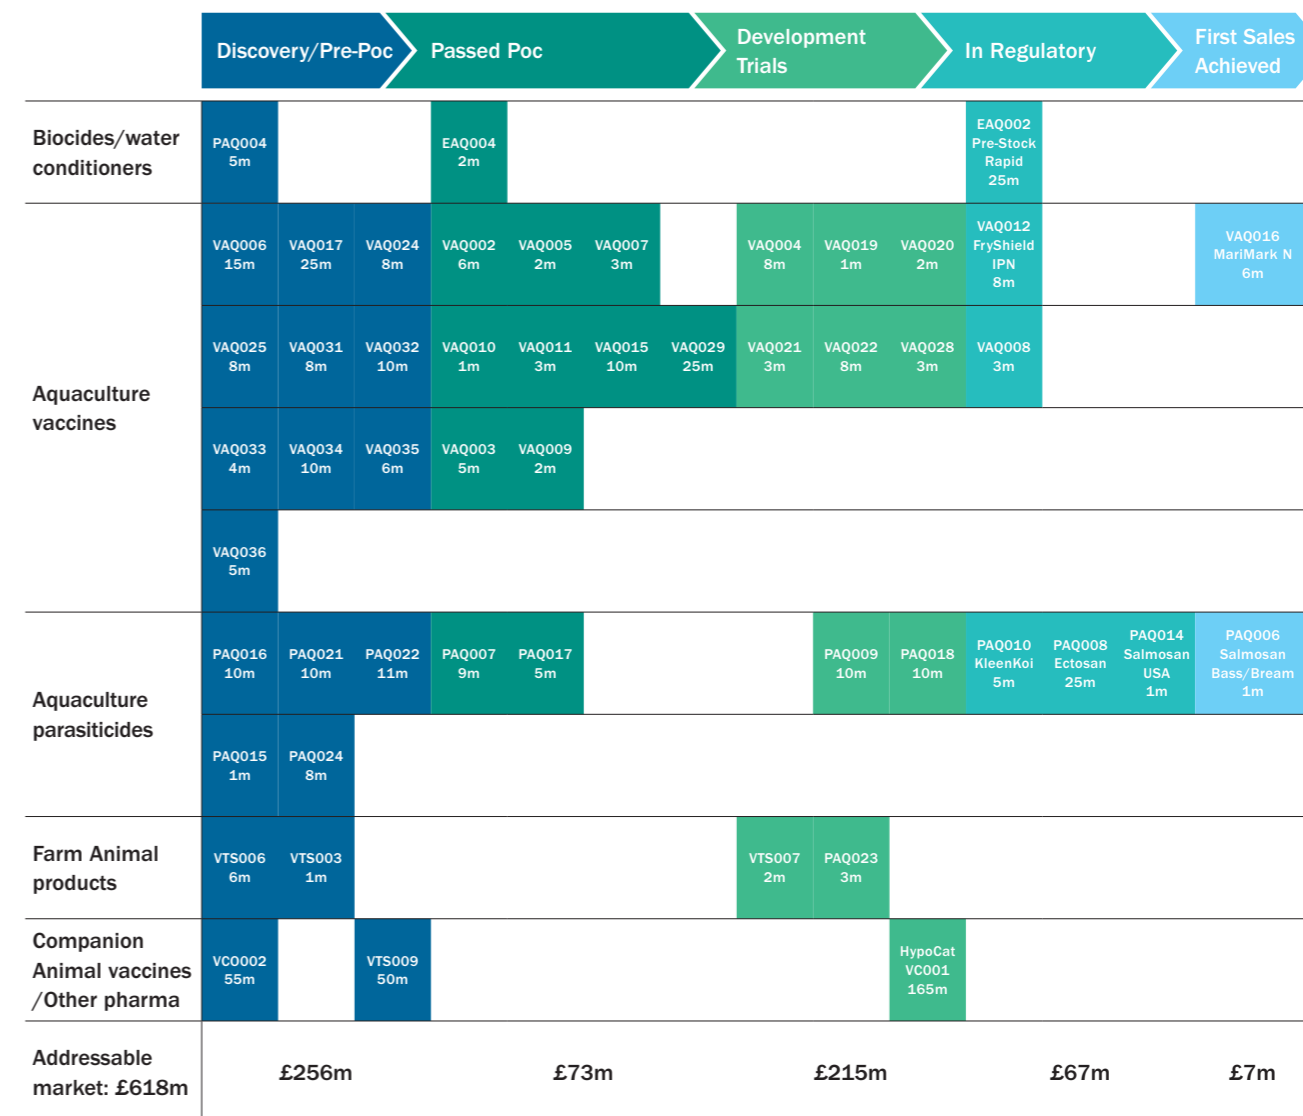 Discovery/Pre-Poc
Passed Poc
Development
Trials
In Regulatory
First Sales
Achieved
Biocides/water
conditioners
PAQ004
5m
EAQ004
2m
EAQ002
Pre-Stock
Rapid
25m
Aquaculture
vaccines
VAQ006
15m
VAQ017
25m
VAQ024
8m
VAQ002
6m
VAQ005
2m
VAQ007
3m
VAQ004
8m
VAQ019
1m
VAQ020
2m
VAQ012
FryShield
IPN
8m
VAQ016
MariMark N
6m
VAQ025
8m
VAQ031
8m
VAQ032
10m
VAQ010
1m
VAQ011
3m
VAQ015
10m
VAQ029
25m
VAQ021
3m
VAQ022
8m
VAQ028
3m
VAQ008
3m
VAQ033
4m
VAQ034
10m
VAQ035
6m
VAQ003
5m
VAQ009
2m
VAQ036
5m
Aquaculture
parasiticides
PAQ016
10m
PAQ021
10m
PAQ022
11m
PAQ007
9m
PAQ017
5m
PAQ009
10m
PAQ018
10m
PAQ010
KleenKoi
5m
PAQ008
Ectosan
25m
PAQ014
Salmosan
USA
1m
PAQ006
Salmosan
Bass/Bream
1m
PAQ015
1m
PAQ024
8m
Farm Animal
products
VTS006
6m
VTS003
1m
VTS007
2m
PAQ023
3m
Companion
Animal vaccines
/Other pharma
VCO002
55m
VTS009
50m
HypoCat
VC001
165m
Addressable
market: £618m
£256m
£73m
£215m
£67m
£7m